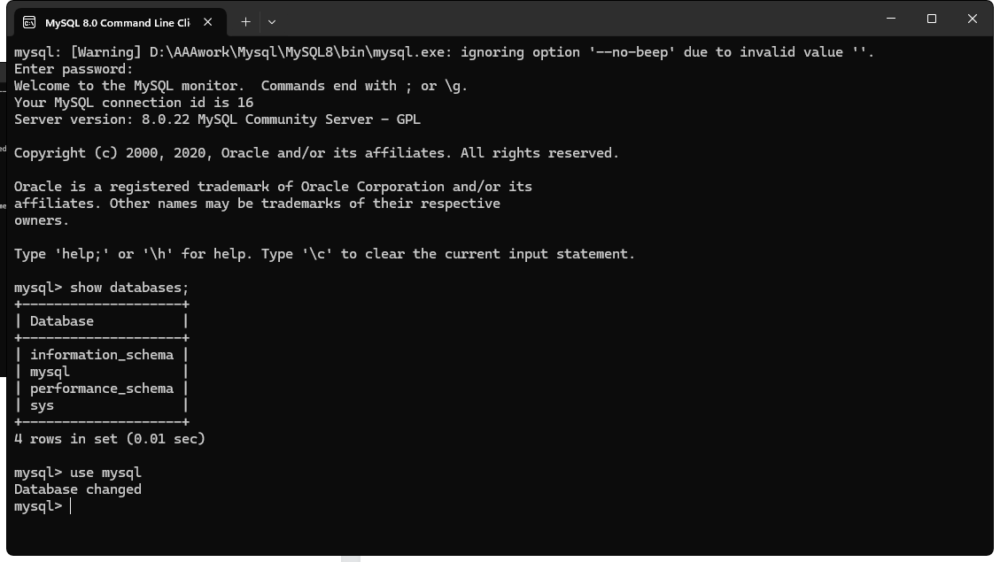 MySQL 8.0 Command Line Cli
mysql: [Warning] D:\AAAwork\Mysql\MySQL8\bin\mysql.exe: ignoring option '--no-beep' due to invalid value ''.
Enter password:
Welcome to the MySQL monitor.  Commands end with ; or \g.
Your MySQL connection id is 16
Server version: 8.0.22 MySQL Community Server - GPL
Copyright (c) 2000, 2020, Oracle and/or its affiliates. All rights reserved.
Oracle is a registered trademark of Oracle Corporation and/or its
affiliates. Other names may be trademarks of their respective
owners.
Type 'help;' or '\h' for help. Type '\c' to clear the current input statement.
mysql> show databases;
+--------------------+
| Database           |
+--------------------+
| information_schema |
| mysql              |
| performance_schema |
| sys                |
+--------------------+
4 rows in set (0.01 sec)
mysql> use mysql
Database changed
mysql>